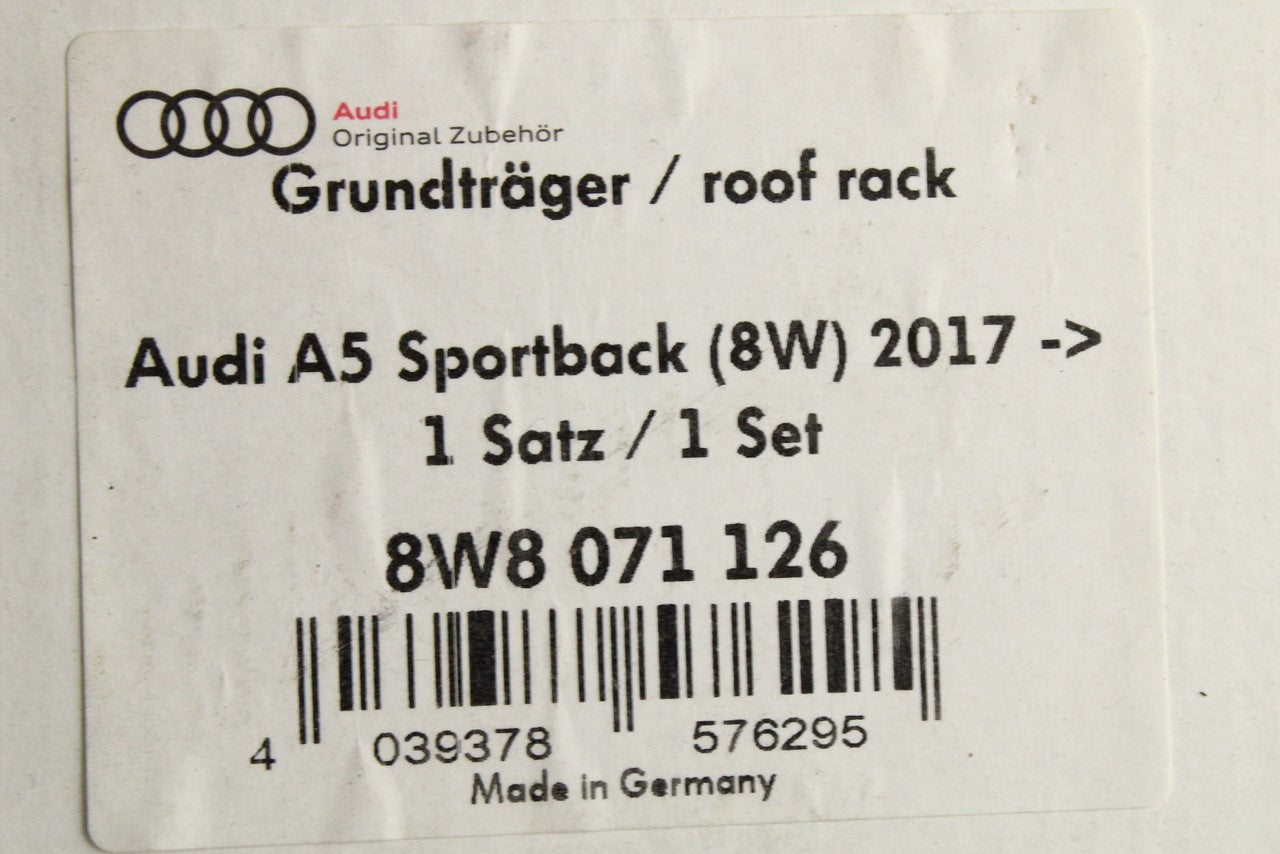 Audi
Original Zubehör
Grundträger / roof rack
Audi A5 Sportback (8W) 2017 ->
1 Satz / 1 Set
8W8 071 126
4 039378 576295
Made in Germany